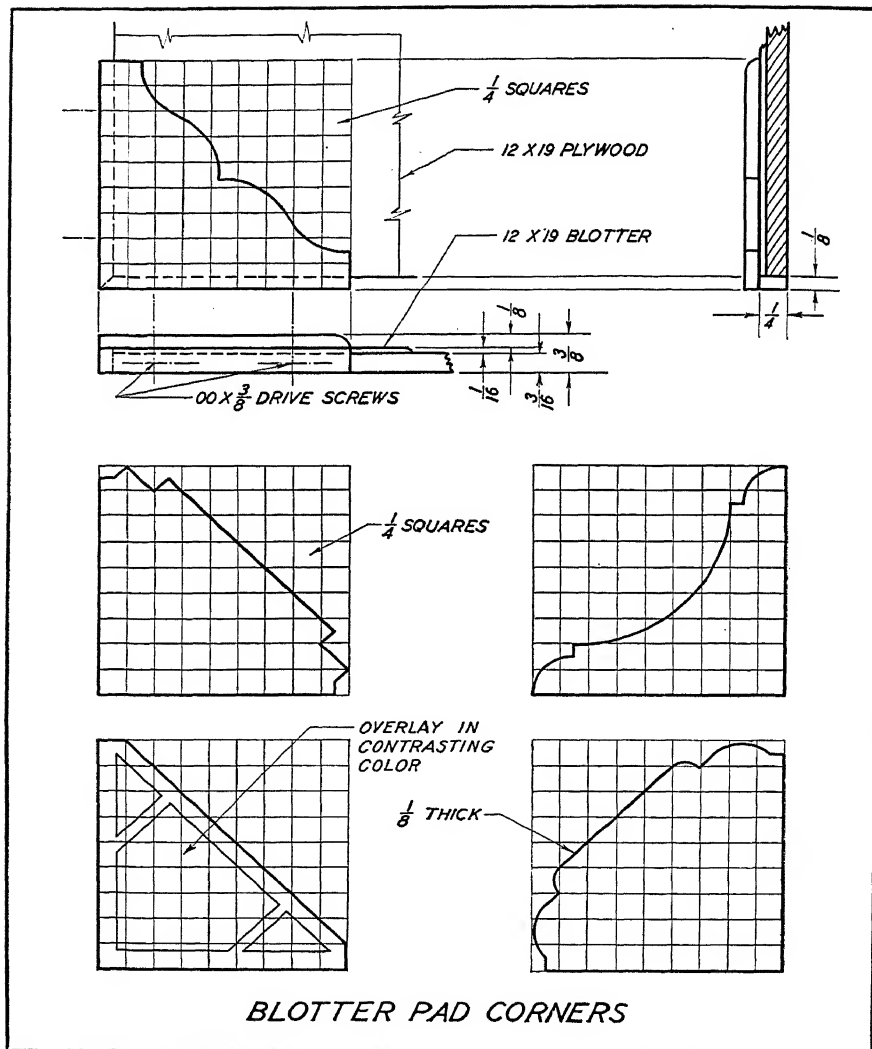 1/4 SQUARES
12 X 19 PLYWOOD
12 X 19 BLOTTER
1/8
1/4
1/8
3/8
1/16
3/16
00 X 3/8 DRIVE SCREWS
1/4 SQUARES
OVERLAY IN
CONTRASTING
COLOR
1/8 THICK
BLOTTER PAD CORNERS